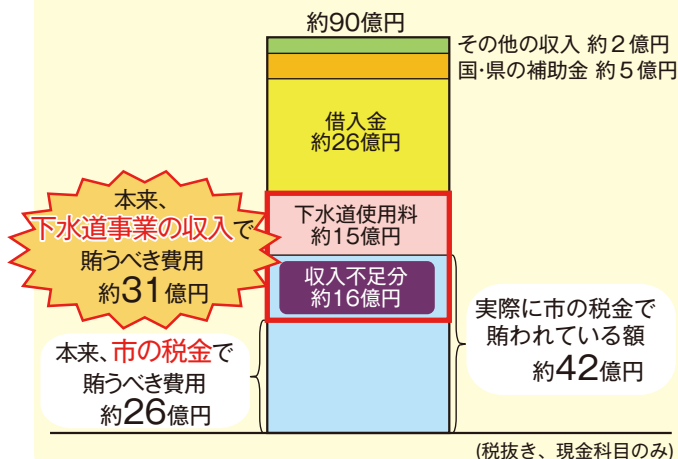 約90億円
その他の収入 約2億円
国・県の補助金 約5億円
借入金
約26億円
本来、
下水道事業の収入で
賄うべき費用
約31億円
下水道使用料
約15億円
収入不足分
約16億円
実際に市の税金で
賄われている額
約42億円
本来、市の税金で
賄うべき費用
約26億円
(税抜き、現金科目のみ)